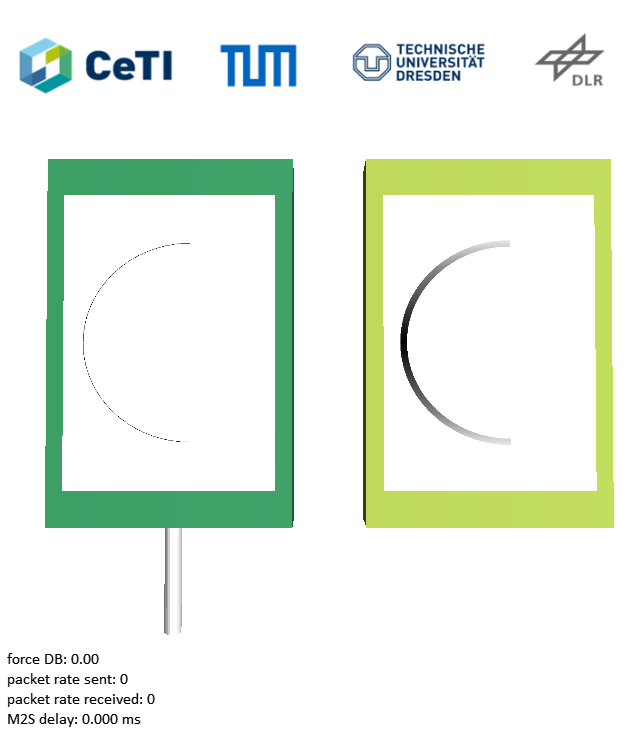 CeTI
TUM
TECHNISCHE
UNIVERSITÄT
DRESDEN
DLR
force DB: 0.00
packet rate sent: 0
packet rate received: 0
M2S delay: 0.000 ms